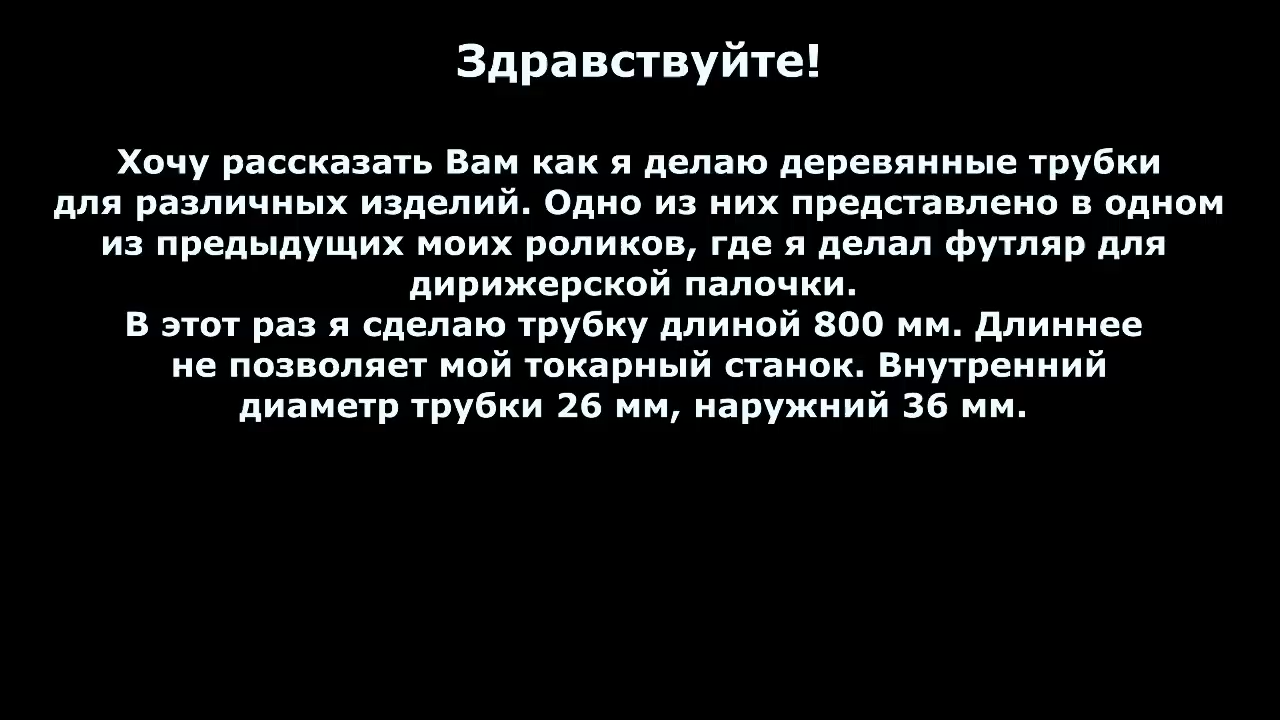 Здравствуйте!
Хочу рассказать Вам как я делаю деревянные трубки
для различных изделий. Одно из них представлено в одном
из предыдущих моих роликов, где я делал футляр для
дирижерской палочки.
В этот раз я сделаю трубку длиной 800 мм. Длиннее
не позволяет мой токарный станок. Внутренний
диаметр трубки 26 мм, наружний 36 мм.